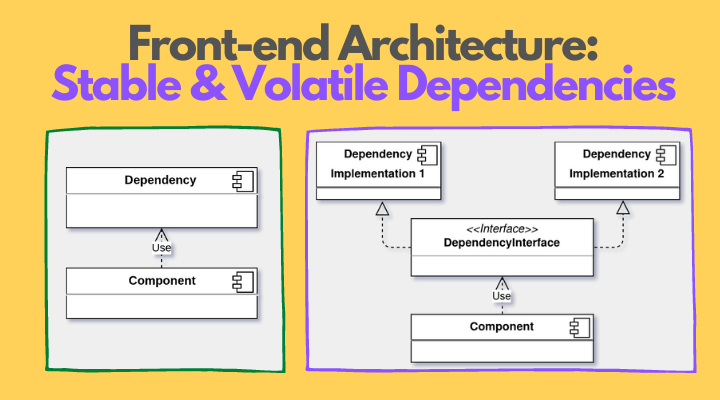 Front-end Architecture:
Stable & Volatile Dependencies
Dependency
Use
Component
Dependency
Implementation 1
Dependency
Implementation 2
<<Interface>>
DependencyInterface
Use
Component